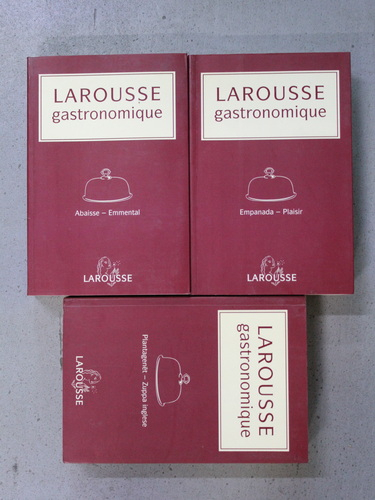 LAROUSSE
gastronomique
Abaisse – Emmental
LAROUSSE
LAROUSSE
gastronomique
Empanada – Plaisir
LAROUSSE
LAROUSSE
gastronomique
Plantagenêt – Zuppa inglese
LAROUSSE